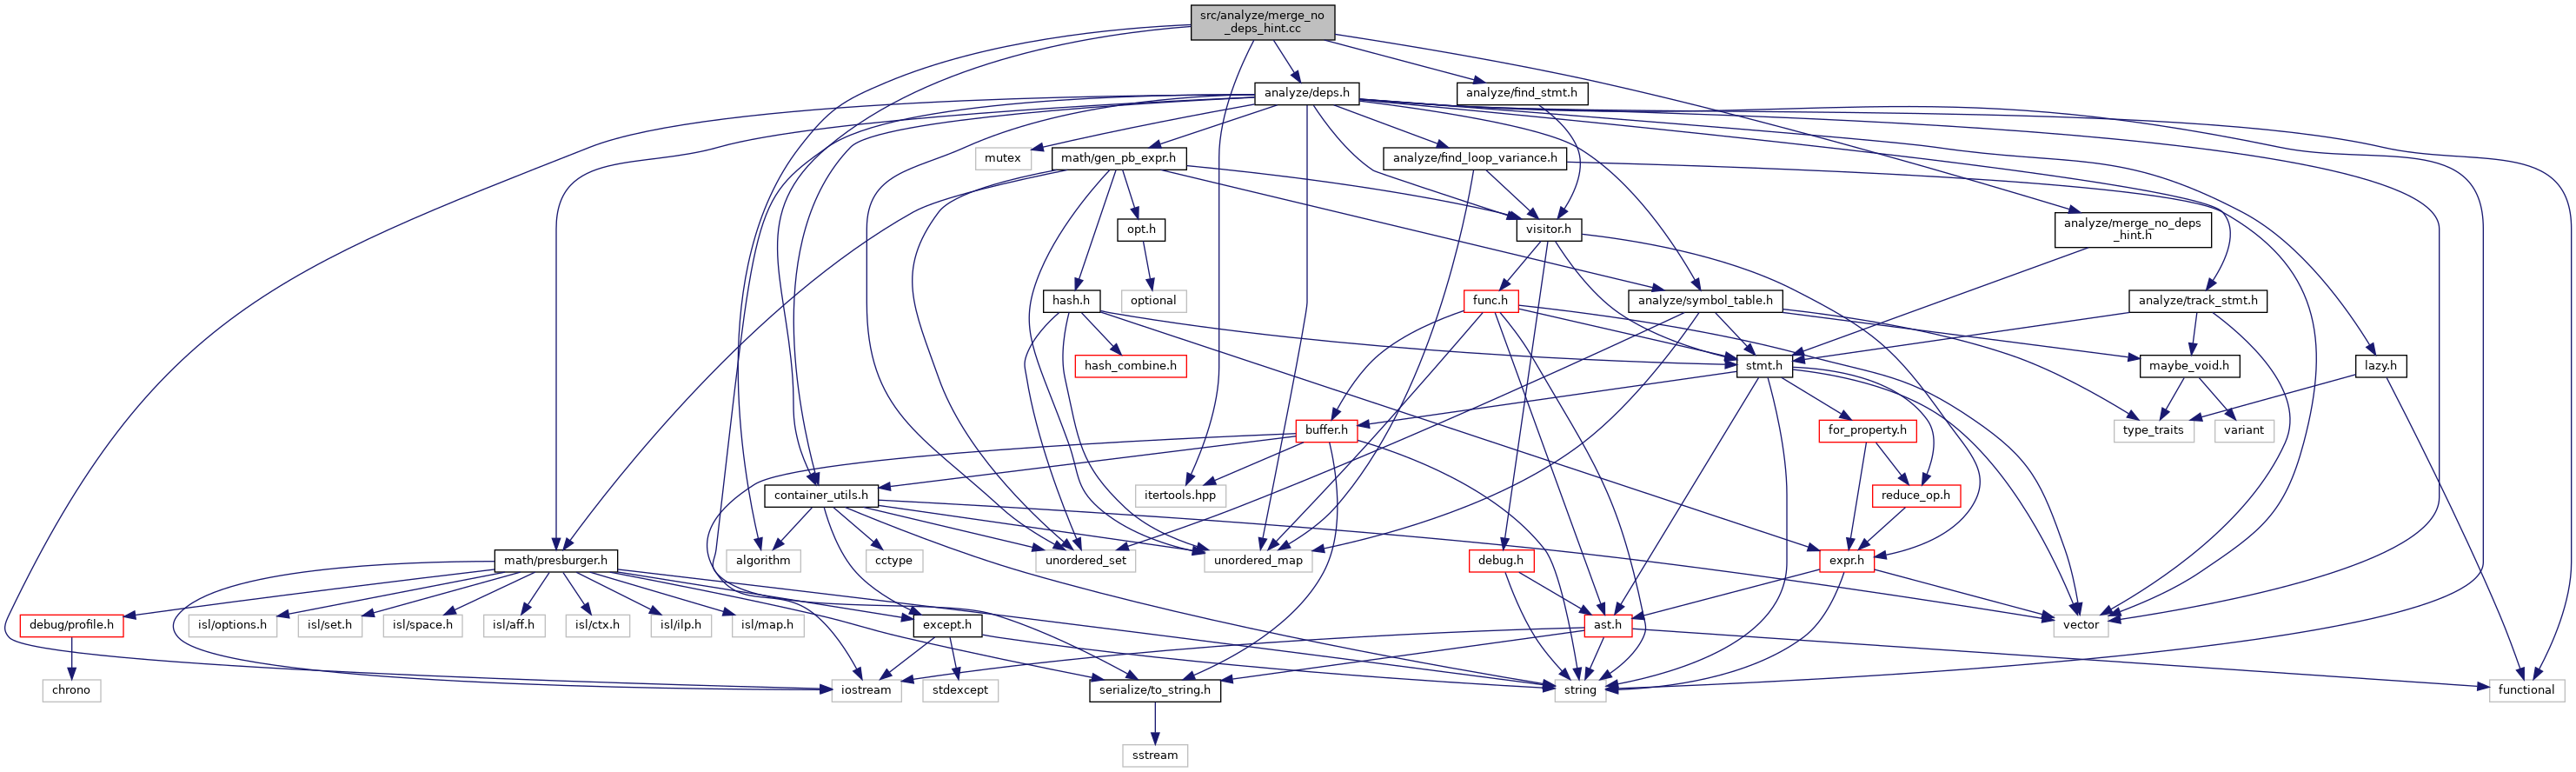 src/analyze/merge_no
_deps_hint.cc
analyze/deps.h
analyze/find_stmt.h
mutex
math/gen_pb_expr.h
analyze/find_loop_variance.h
opt.h
visitor.h
analyze/merge_no_deps
_hint.h
hash.h
optional
func.h
analyze/symbol_table.h
analyze/track_stmt.h
hash_combine.h
stmt.h
maybe_void.h
lazy.h
buffer.h
for_property.h
type_traits
variant
container_utils.h
itertools.hpp
reduce_op.h
math/presburger.h
algorithm
cctype
unordered_set
unordered_map
debug.h
expr.h
debug/profile.h
isl/options.h
isl/set.h
isl/space.h
isl/aff.h
isl/ctx.h
isl/ilp.h
isl/map.h
except.h
ast.h
vector
chrono
iostream
stdexcept
serialize/to_string.h
string
functional
sstream